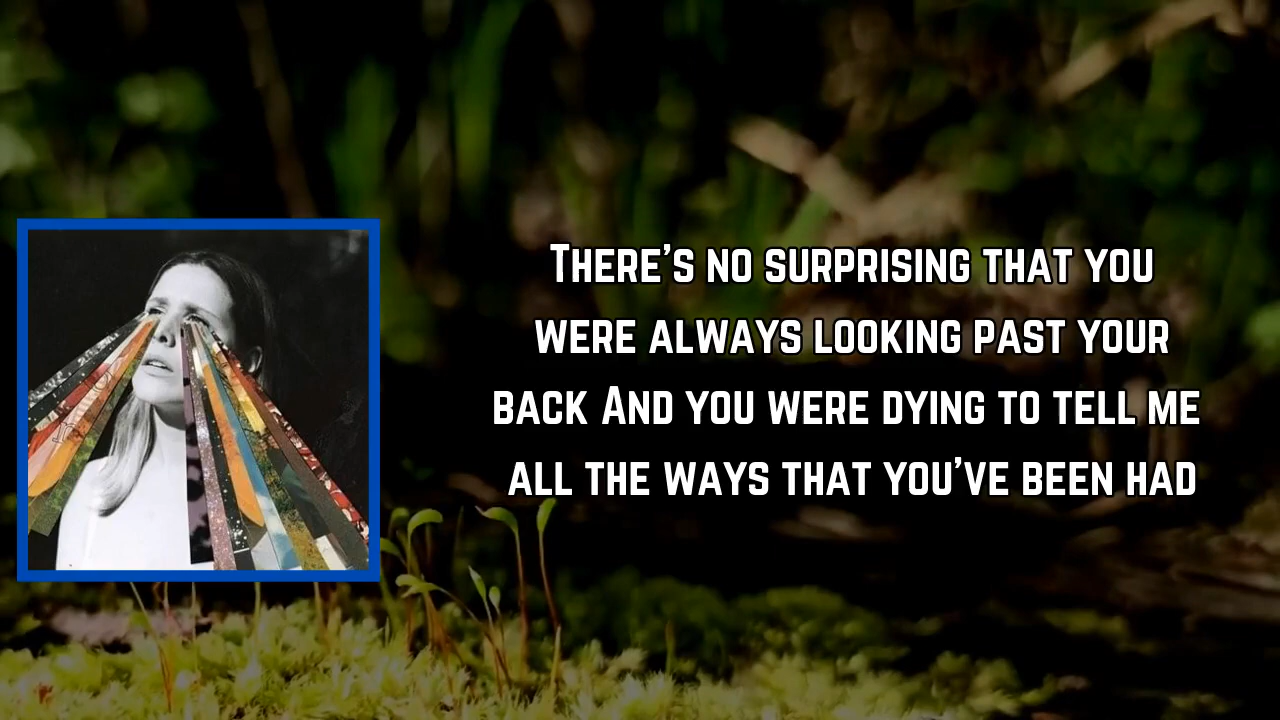 There's no surprising that you
were always looking past your
back And you were dying to tell me
all the ways that you've been had